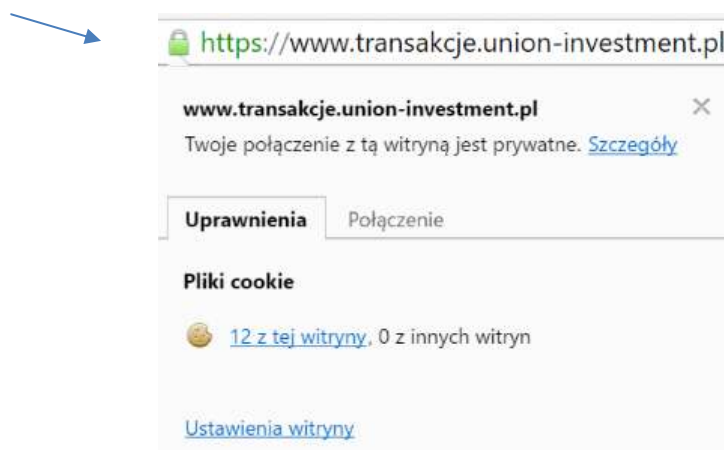 https://www.transakcje.union-investment.pl
www.transakcje.union-investment.pl
Twoje połączenie z tą witryną jest prywatne. Szczegóły
Uprawnienia Połączenie
Pliki cookie
12 z tej witryny, 0 z innych witryn
Ustawienia witryny